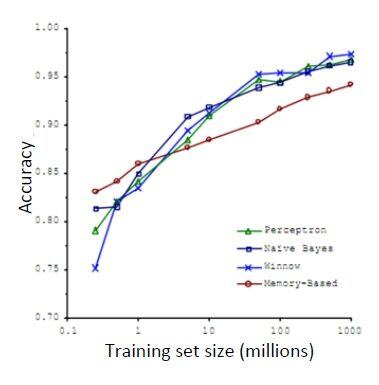 1.00
0.95
0.90
0.85
0.80
0.75
0.70
Accuracy
0.1 1 10 100 1000
Training set size (millions)
Perceptron
Naive Bayes
Winnow
Memory-Based